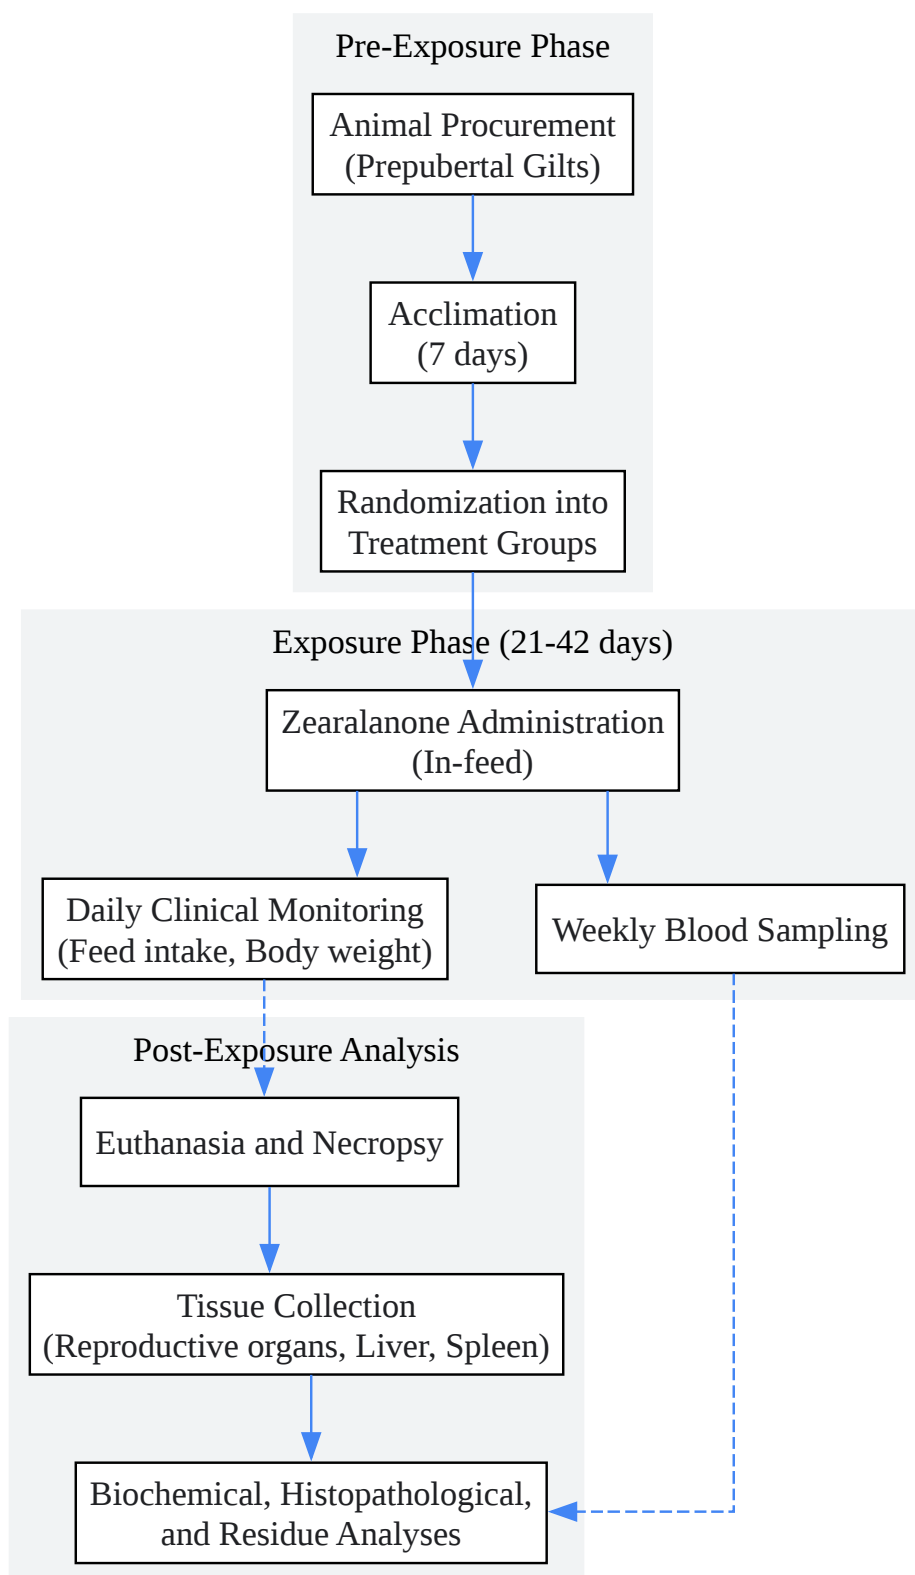 Pre-Exposure Phase
Animal Procurement
(Prepubertal Gilts)
Acclimation
(7 days)
Randomization into
Treatment Groups
Exposure Phase (21-42 days)
Zearalanone Administration
(In-feed)
Daily Clinical Monitoring
(Feed intake, Body weight)
Weekly Blood Sampling
Post-Exposure Analysis
Euthanasia and Necropsy
Tissue Collection
(Reproductive organs, Liver, Spleen)
Biochemical, Histopathological,
and Residue Analyses